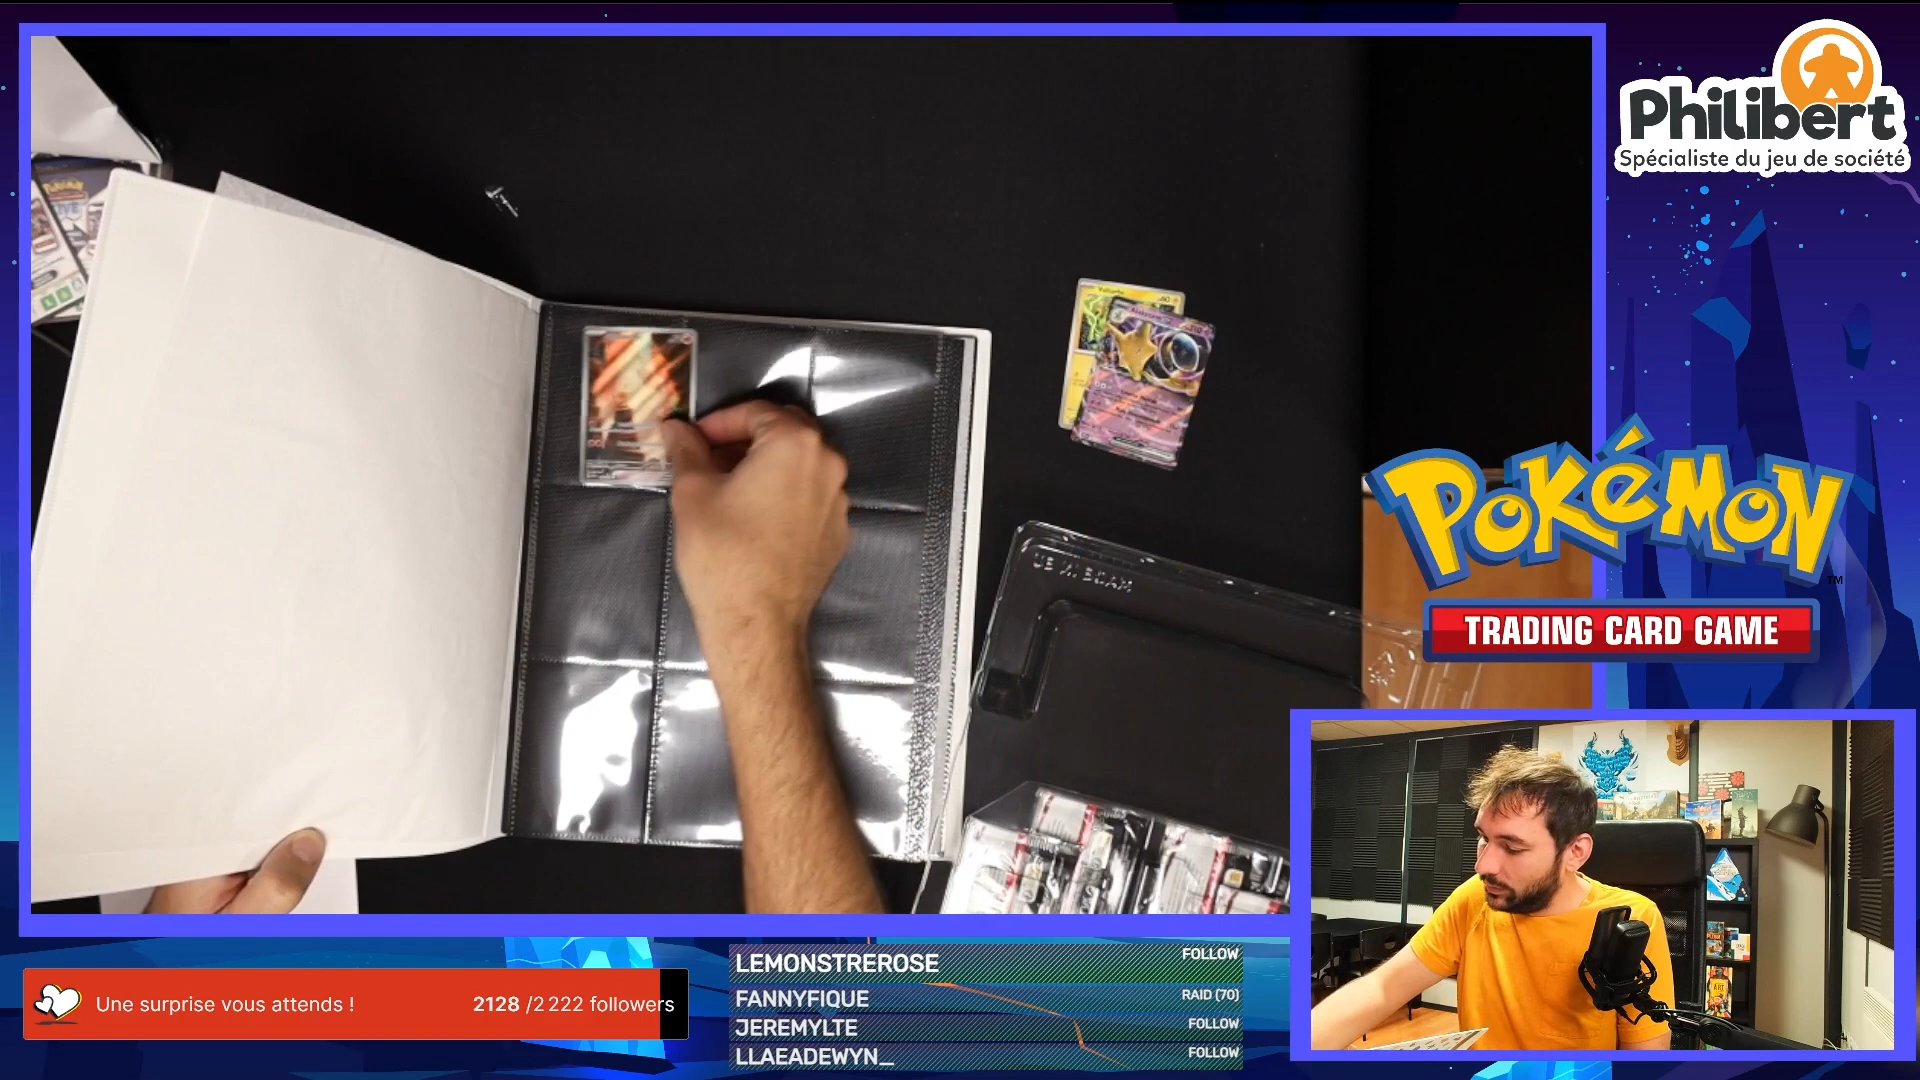 Philibert
Spécialiste du jeu de société
POKÉMON
TM
TRADING CARD GAME
Une surprise vous attends !
2128 /2 222 followers
LEMONSTREROSE FOLLOW
FANNYFIQUE RAID (70)
JEREMYLTE FOLLOW
LLAEADEWYN_ FOLLOW